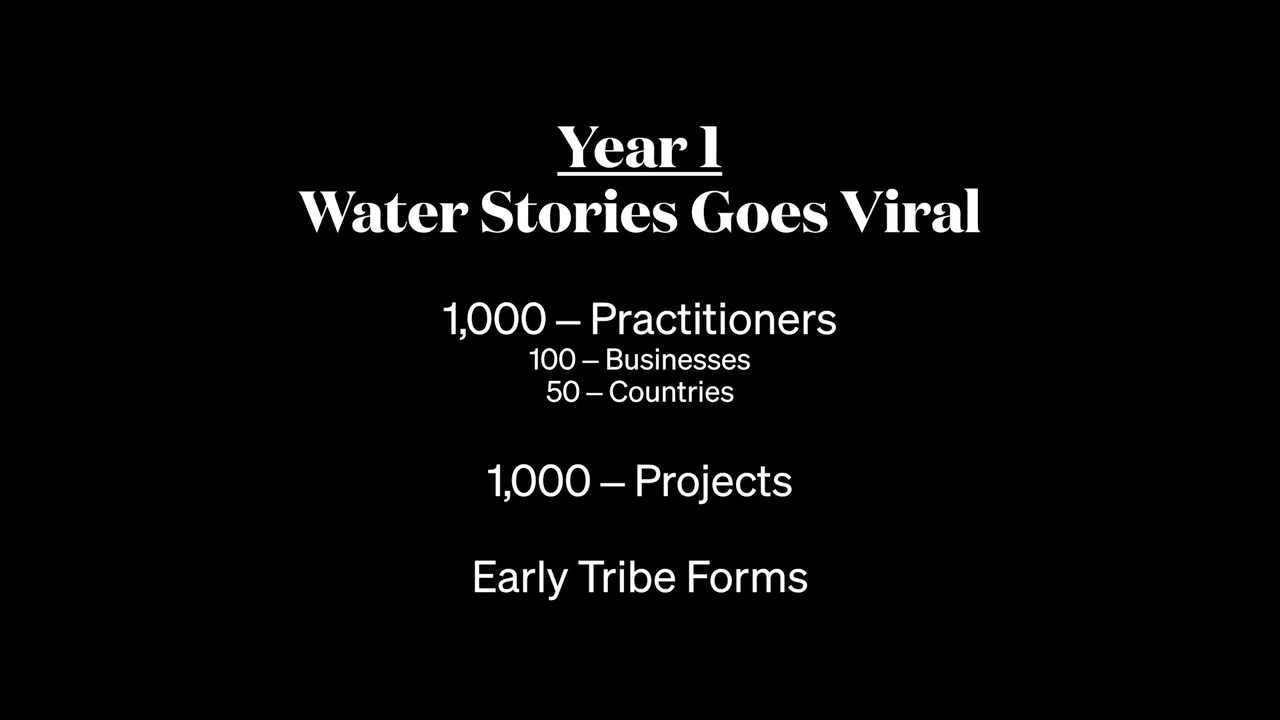 Year 1
Water Stories Goes Viral
1,000 – Practitioners
100 – Businesses
50 – Countries
1,000 – Projects
Early Tribe Forms